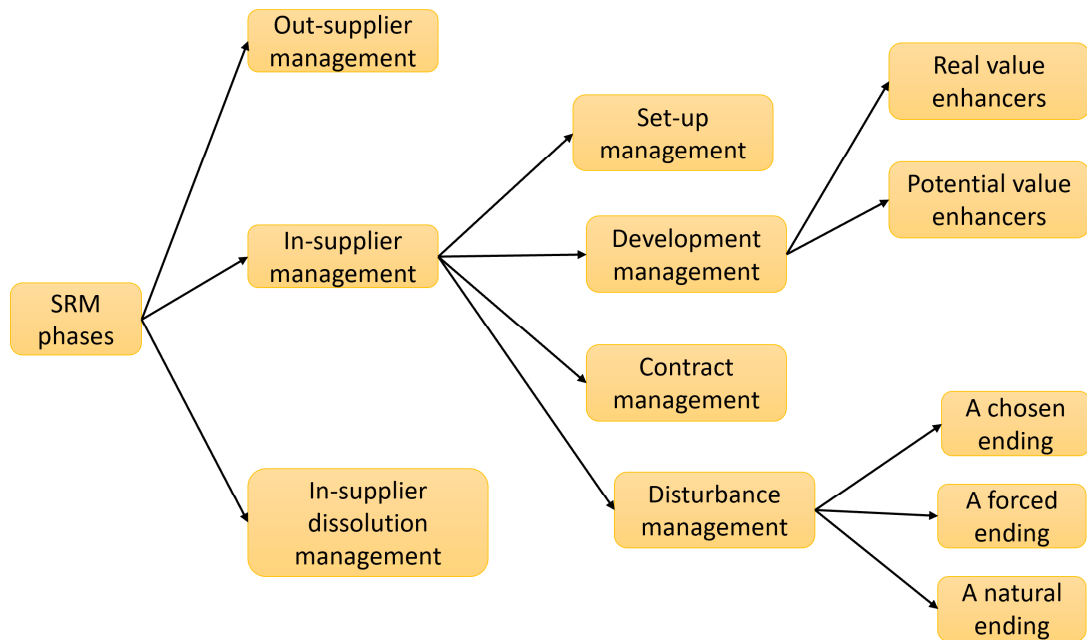 Out-supplier
management
Real value
enhancers
Set-up
management
Potential value
enhancers
In-supplier
management
Development
management
SRM
phases
Contract
management
A chosen
ending
In-supplier
dissolution
management
Disturbance
management
A forced
ending
A natural
ending